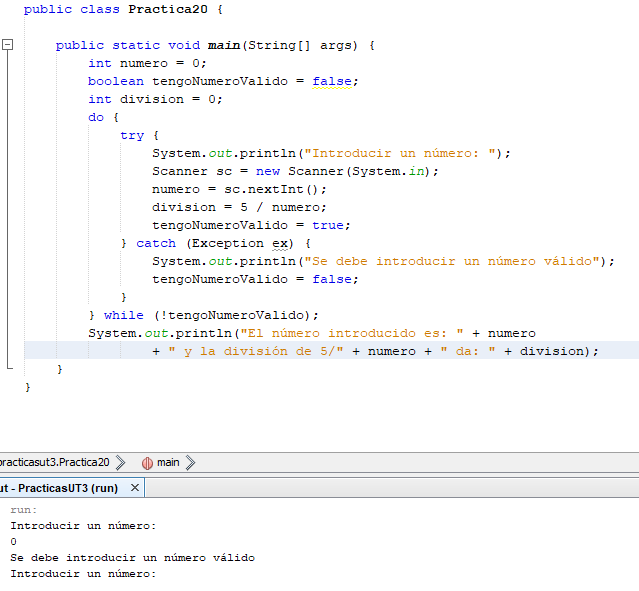 public class Practica20 {
public static void main(String[] args) {
int numero = 0;
boolean tengoNumeroValido = false;
int division = 0;
do {
try {
System.out.println("Introducir un número: ");
Scanner sc = new Scanner(System.in);
numero = sc.nextInt();
division = 5 / numero;
tengoNumeroValido = true;
} catch (Exception ex) {
System.out.println("Se debe introducir un número válido");
tengoNumeroValido = false;
}
} while (!tengoNumeroValido);
System.out.println("El número introducido es: " + numero
+ " y la división de 5/" + numero + " da: " + division);
}
}
practicasut3.Practica20 main
ut - PracticasUT3 (run) ×
run:
Introducir un número:
0
Se debe introducir un número válido
Introducir un número: